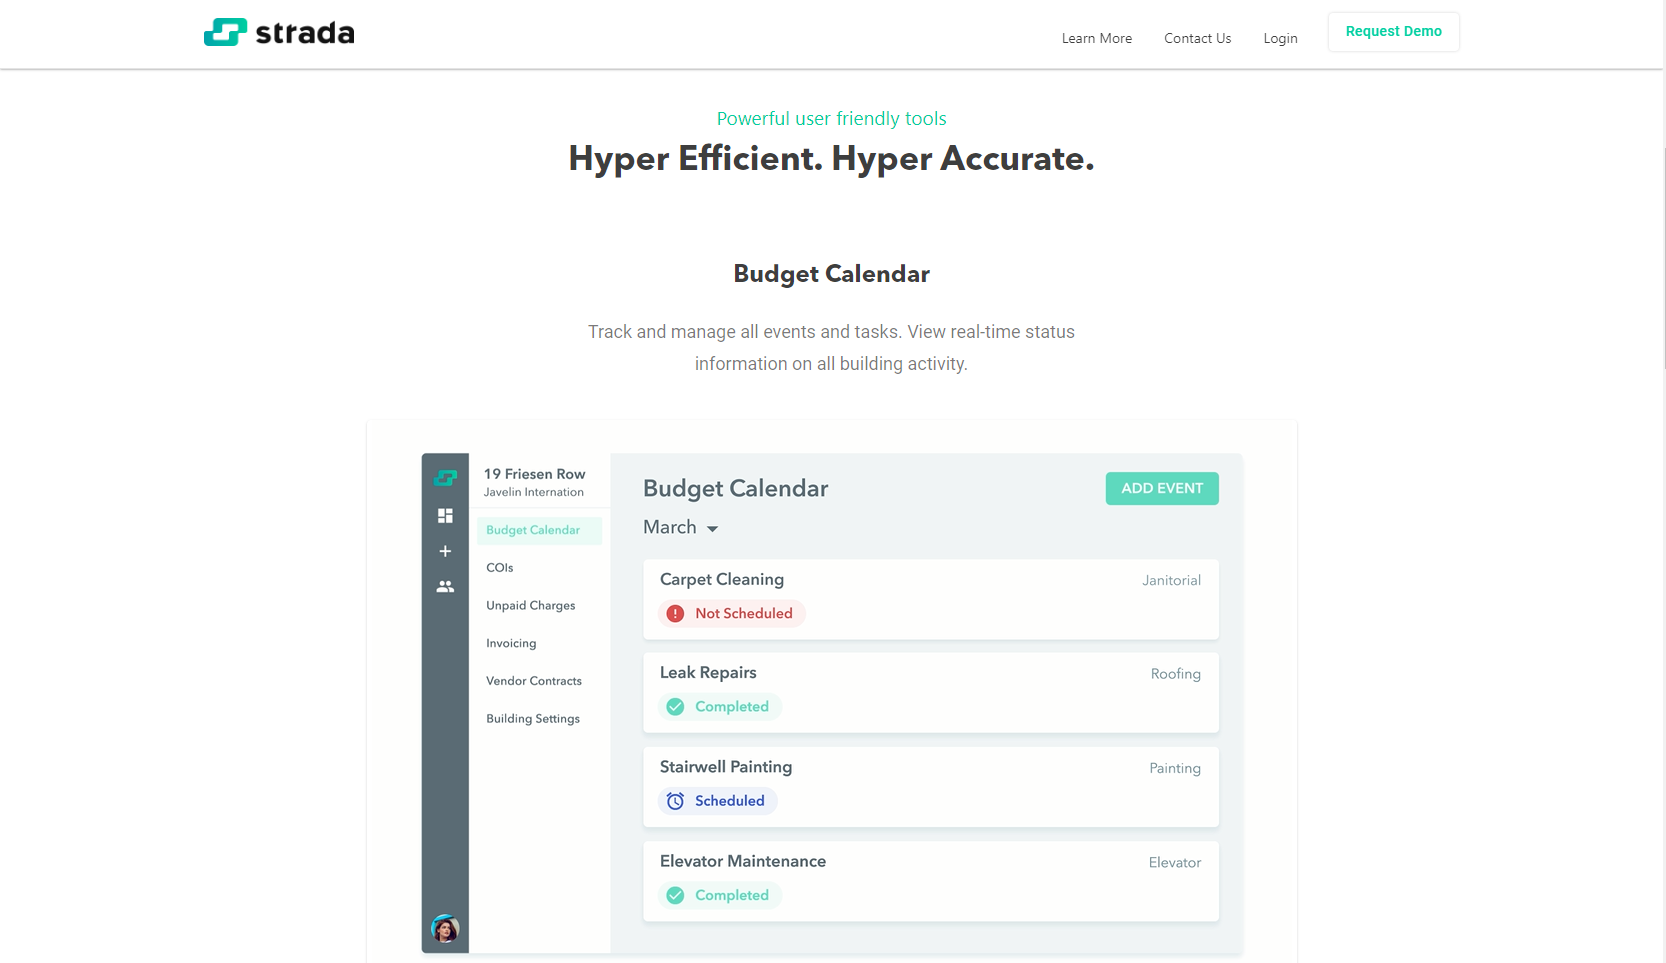 strada
Learn More
Contact Us
Login
Request Demo
Powerful user friendly tools
Hyper Efficient. Hyper Accurate.
Budget Calendar
Track and manage all events and tasks. View real-time status
information on all building activity.
19 Friesen Row
Javelin Internation
Budget Calendar
COIs
Unpaid Charges
Invoicing
Vendor Contracts
Building Settings
Budget Calendar
ADD EVENT
March
Carpet Cleaning
Janitorial
Not Scheduled
Leak Repairs
Roofing
Completed
Stairwell Painting
Painting
Scheduled
Elevator Maintenance
Elevator
Completed